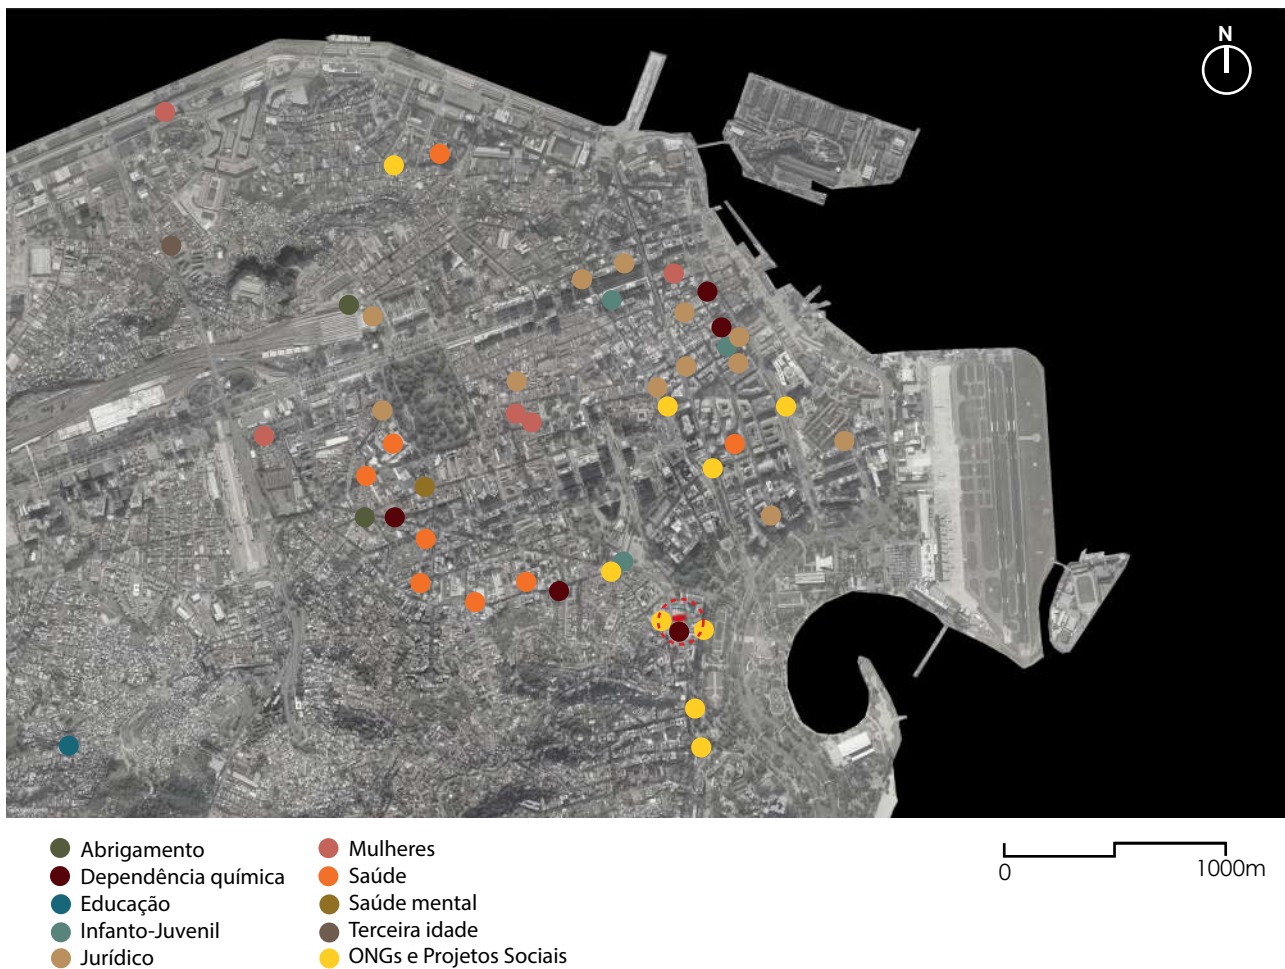 N
Abrigamento
Dependência química
Educação
Infanto-Juvenil
Jurídico
Mulheres
Saúde
Saúde mental
Terceira idade
ONGs e Projetos Sociais
0 1000m